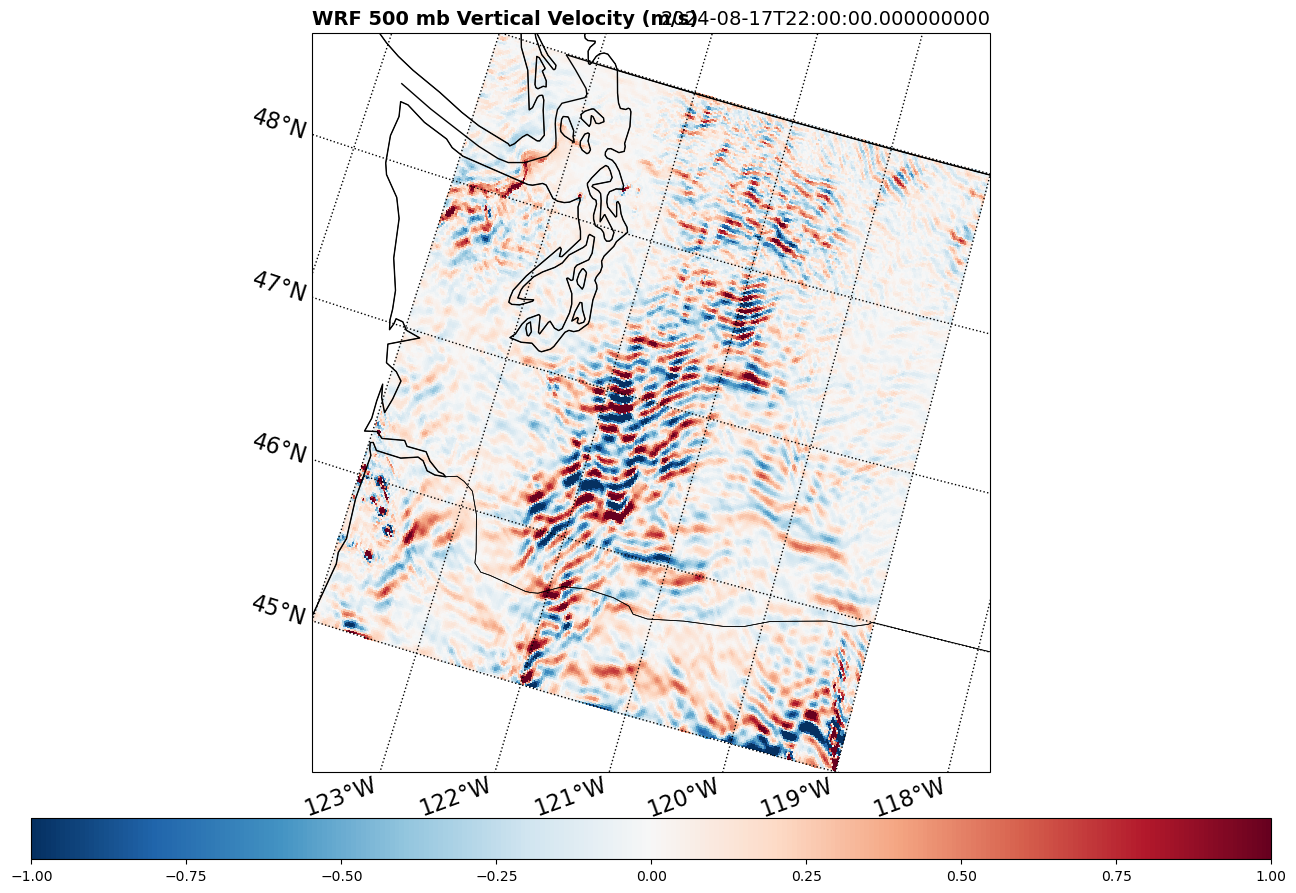 WRF 500 mb Vertical Velocity (m/s) 2024-08-17T22:00:00.000000000
48°N
47°N
46°N
45°N
123°W 122°W 121°W 120°W 119°W 118°W
−1.00 −0.75 −0.50 −0.25 0.00 0.25 0.50 0.75 1.00